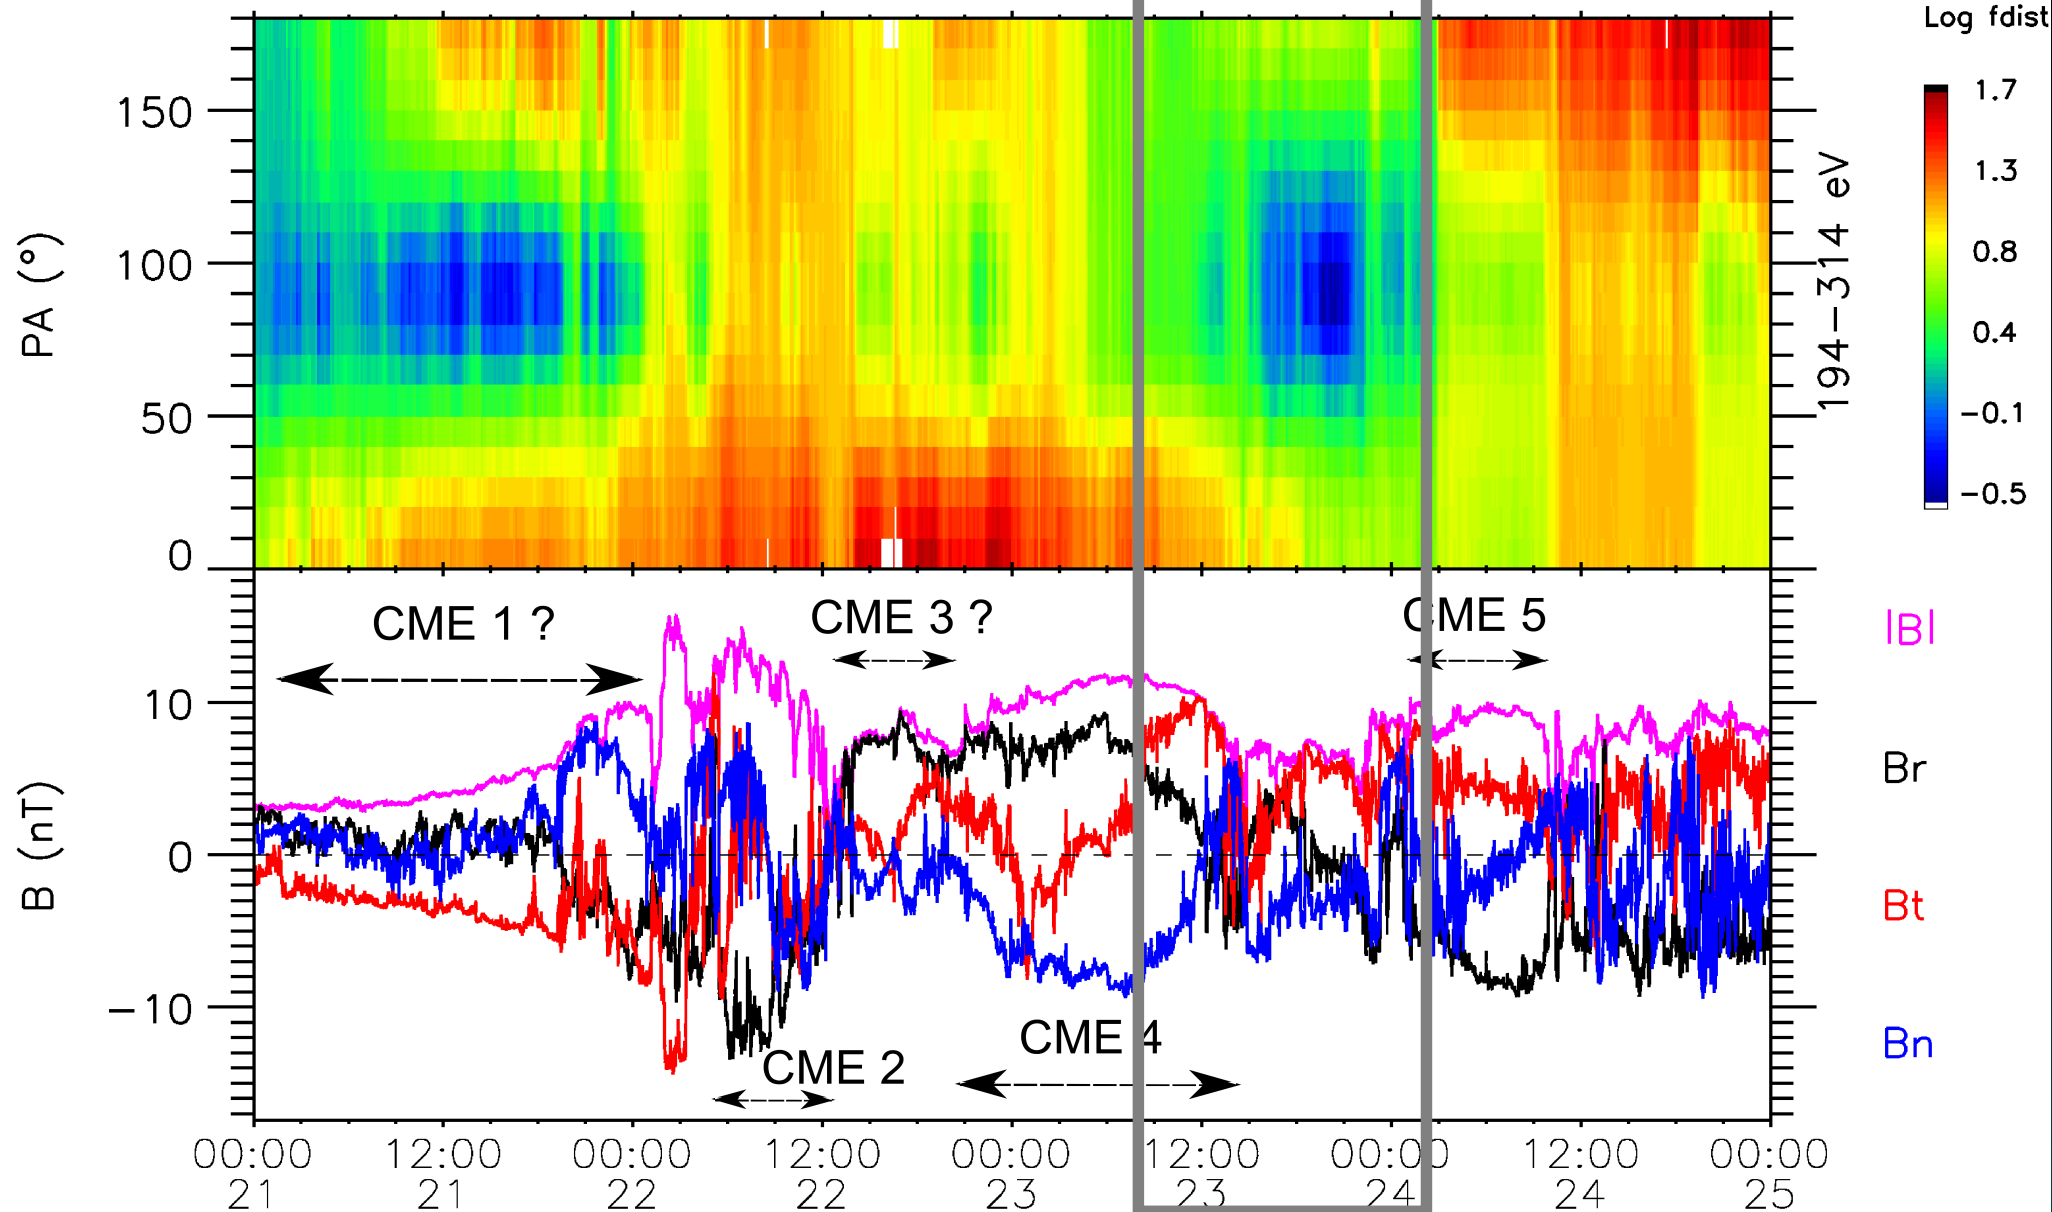 Log fdist
150
100
50
0
PA (°)
194-314 eV
1.7
1.3
0.8
0.4
-0.1
-0.5
CME 1 ?
CME 3 ?
CME 5
CME 2
CME 4
10
0
-10
B (nT)
|B|
Br
Bt
Bn
00:00 12:00 00:00 12:00 00:00 12:00 00:00 12:00 00:00
21 21 22 22 23 23 24 24 25